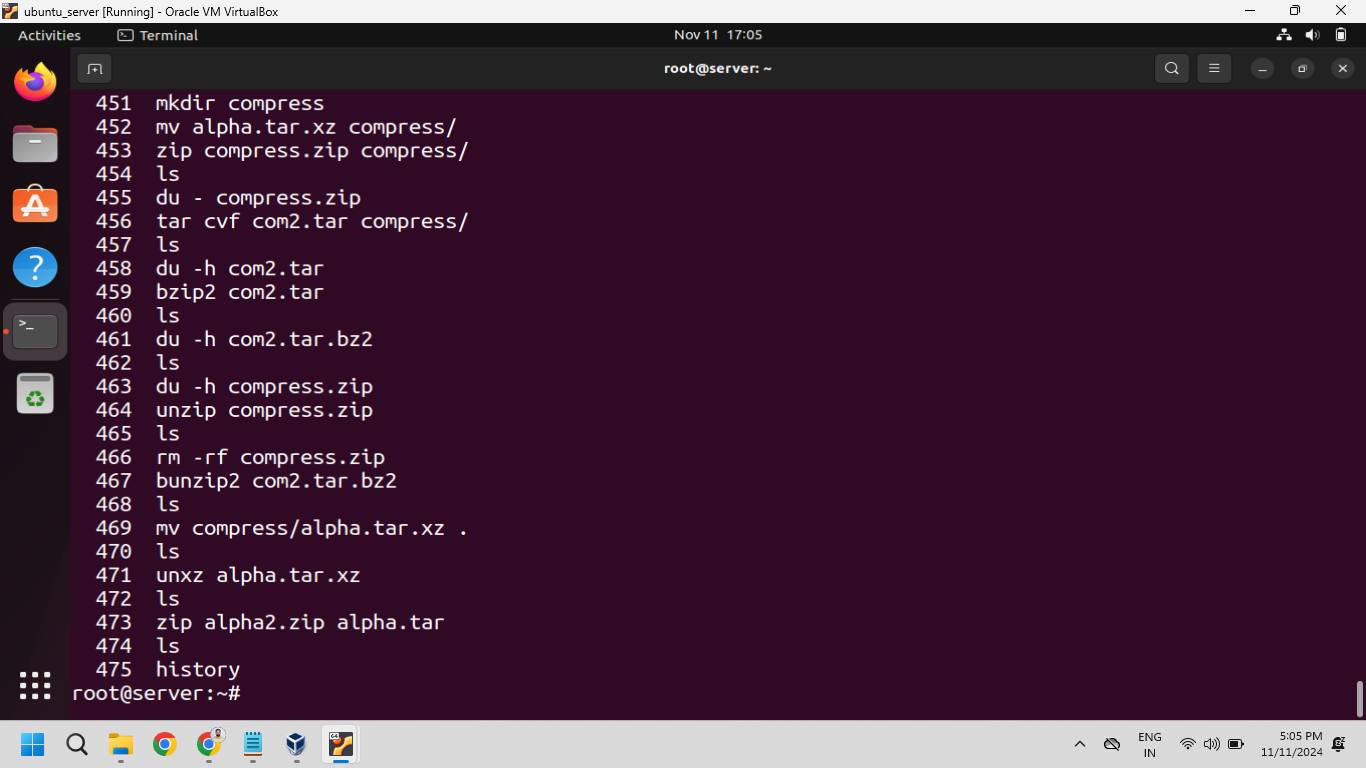 ubuntu_server [Running] - Oracle VM VirtualBox
Activities Terminal Nov 11 17:05
root@server: ~
451 mkdir compress
452 mv alpha.tar.xz compress/
453 zip compress.zip compress/
454 ls
455 du - compress.zip
456 tar cvf com2.tar compress/
457 ls
458 du -h com2.tar
459 bzip2 com2.tar
460 ls
461 du -h com2.tar.bz2
462 ls
463 du -h compress.zip
464 unzip compress.zip
465 ls
466 rm -rf compress.zip
467 bunzip2 com2.tar.bz2
468 ls
469 mv compress/alpha.tar.xz .
470 ls
471 unxz alpha.tar.xz
472 ls
473 zip alpha2.zip alpha.tar
474 ls
475 history
root@server:~#
ENG 5:05 PM
IN 11/11/2024